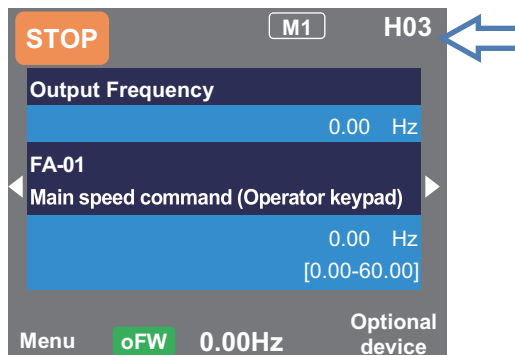 STOP M1 H03
Output Frequency
0.00 Hz
FA-01
Main speed command (Operator keypad)
0.00 Hz
[0.00-60.00]
Menu oFW 0.00Hz Optional
device